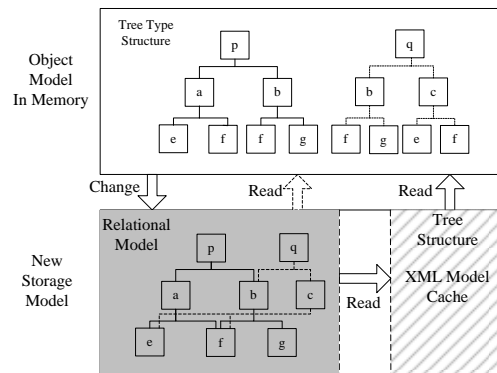 Tree Type
Structure
Object
Model
In Memory
p
q
a
b
b
c
e
f
f
g
f
g
e
f
Change
Read
Read
Relational
Model
Tree
Structure
New
Storage
Model
p
q
a
b
c
XML Model
Cache
Read
e
f
g